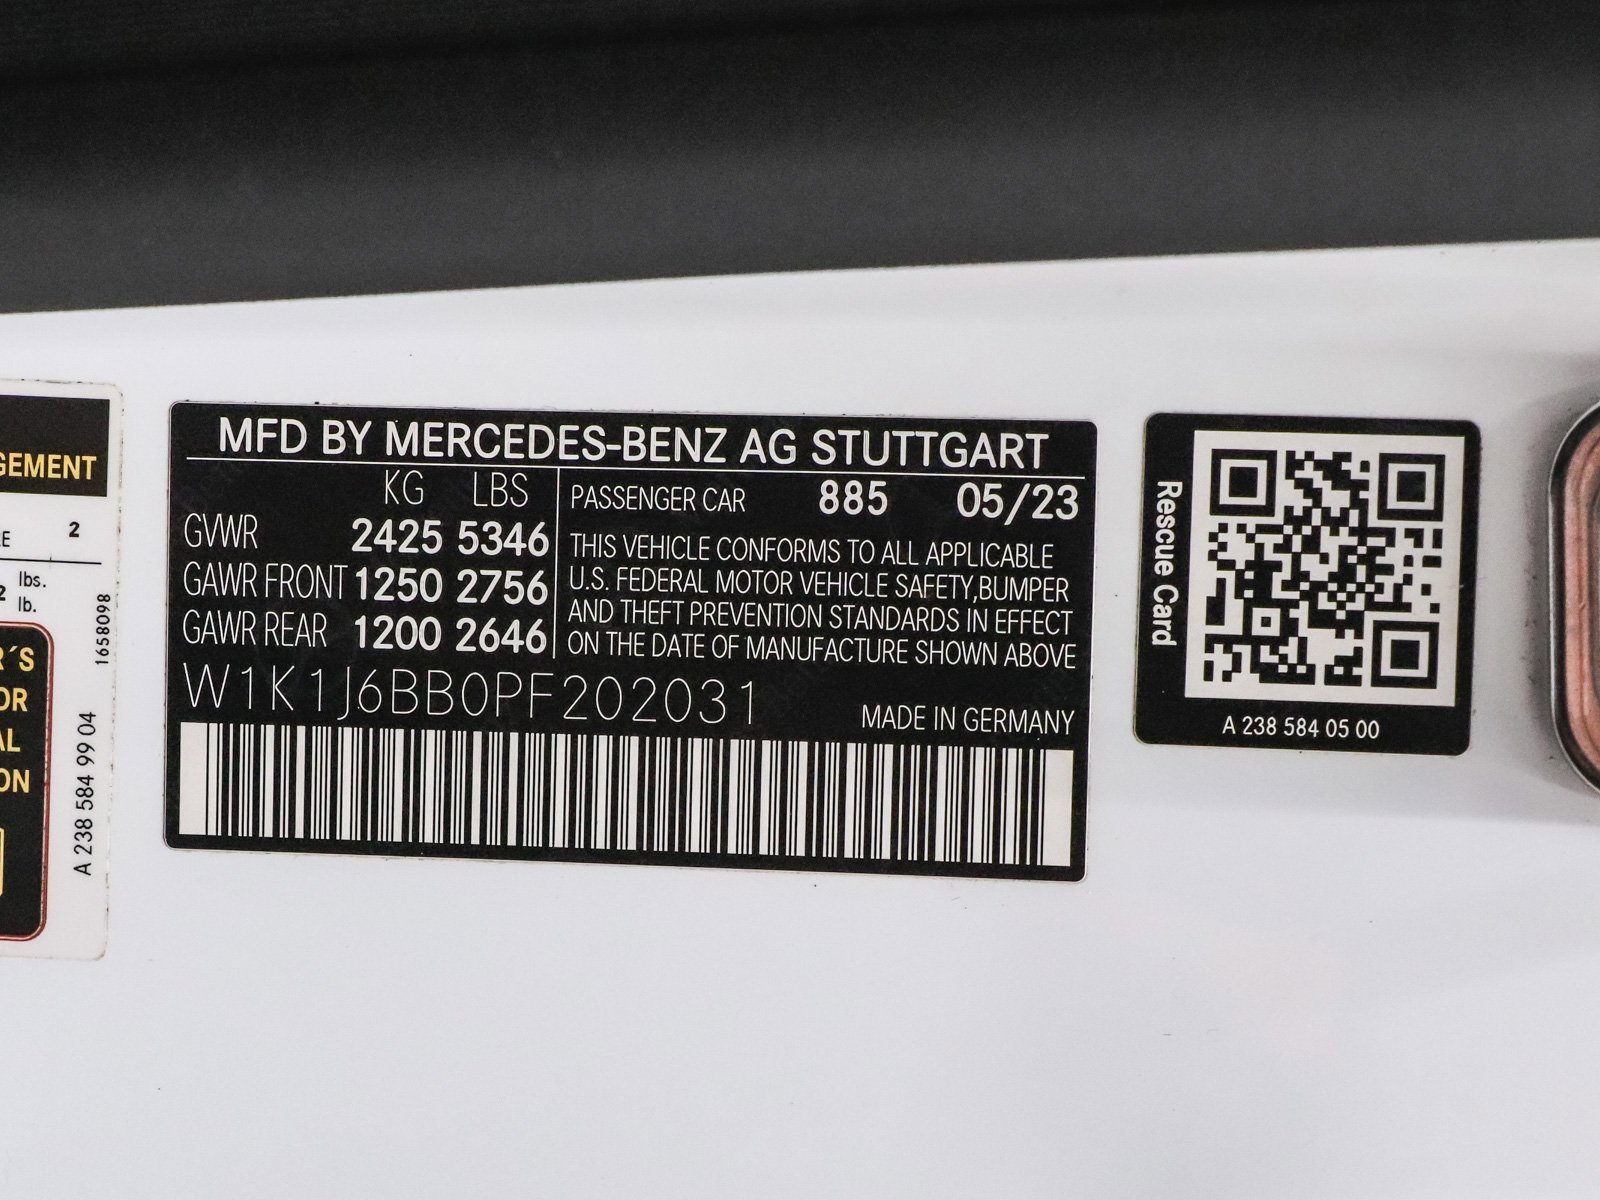 GEMENT
2
lbs.
lb.
R´S
OR
AL
ON
1658098
A 238 584 99 04
MFD BY MERCEDES-BENZ AG STUTTGART
KG LBS
GVWR 2425 5346
GAWR FRONT 1250 2756
GAWR REAR 1200 2646
PASSENGER CAR 885 05/23
THIS VEHICLE CONFORMS TO ALL APPLICABLE
U.S. FEDERAL MOTOR VEHICLE SAFETY,BUMPER
AND THEFT PREVENTION STANDARDS IN EFFECT
ON THE DATE OF MANUFACTURE SHOWN ABOVE
W1K1J6BB0PF202031
MADE IN GERMANY
Rescue Card
A 238 584 05 00